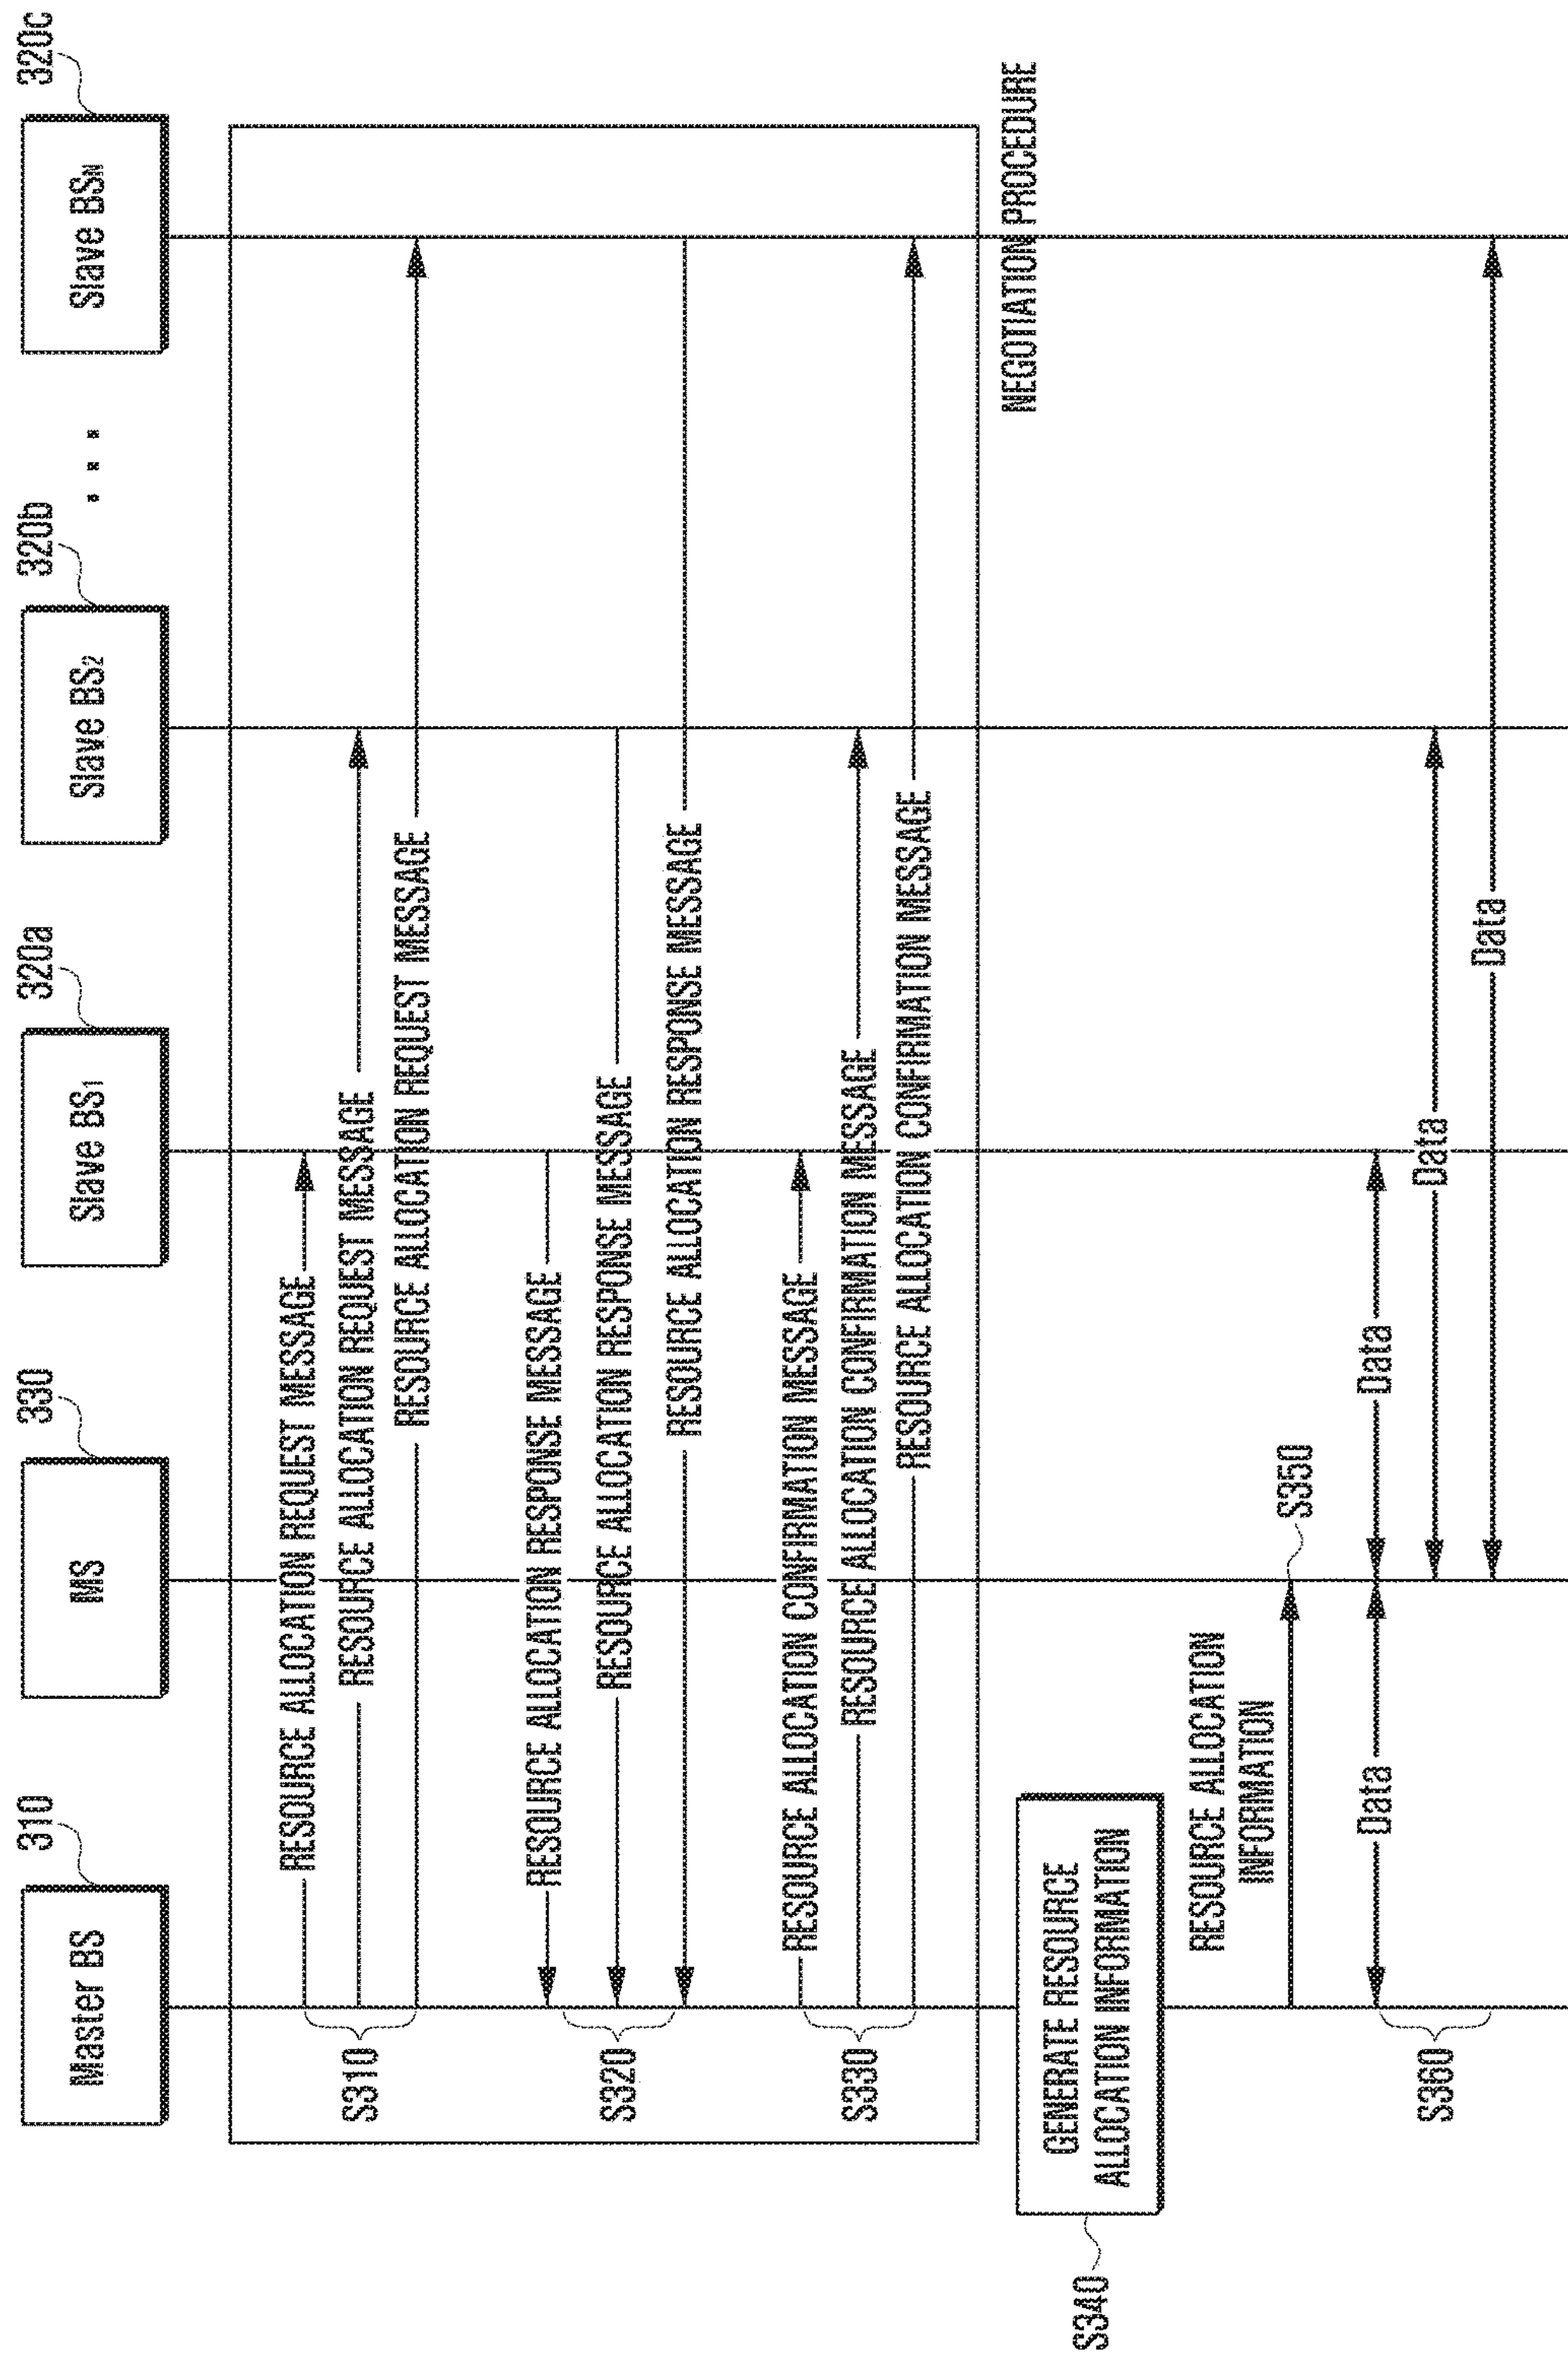 310
330
320a
320b
320c
Master BS
MS
Slave BS1
Slave BS2
. . .
Slave BSN
RESOURCE ALLOCATION REQUEST MESSAGE
S310
RESOURCE ALLOCATION REQUEST MESSAGE
RESOURCE ALLOCATION REQUEST MESSAGE
RESOURCE ALLOCATION RESPONSE MESSAGE
S320
RESOURCE ALLOCATION RESPONSE MESSAGE
RESOURCE ALLOCATION RESPONSE MESSAGE
RESOURCE ALLOCATION CONFIRMATION MESSAGE
S330
RESOURCE ALLOCATION CONFIRMATION MESSAGE
RESOURCE ALLOCATION CONFIRMATION MESSAGE
NEGOTIATION PROCEDURE
S340
GENERATE RESOURCE
ALLOCATION INFORMATION
RESOURCE ALLOCATION
INFORMATION
S350
Data
Data
S360
Data
Data